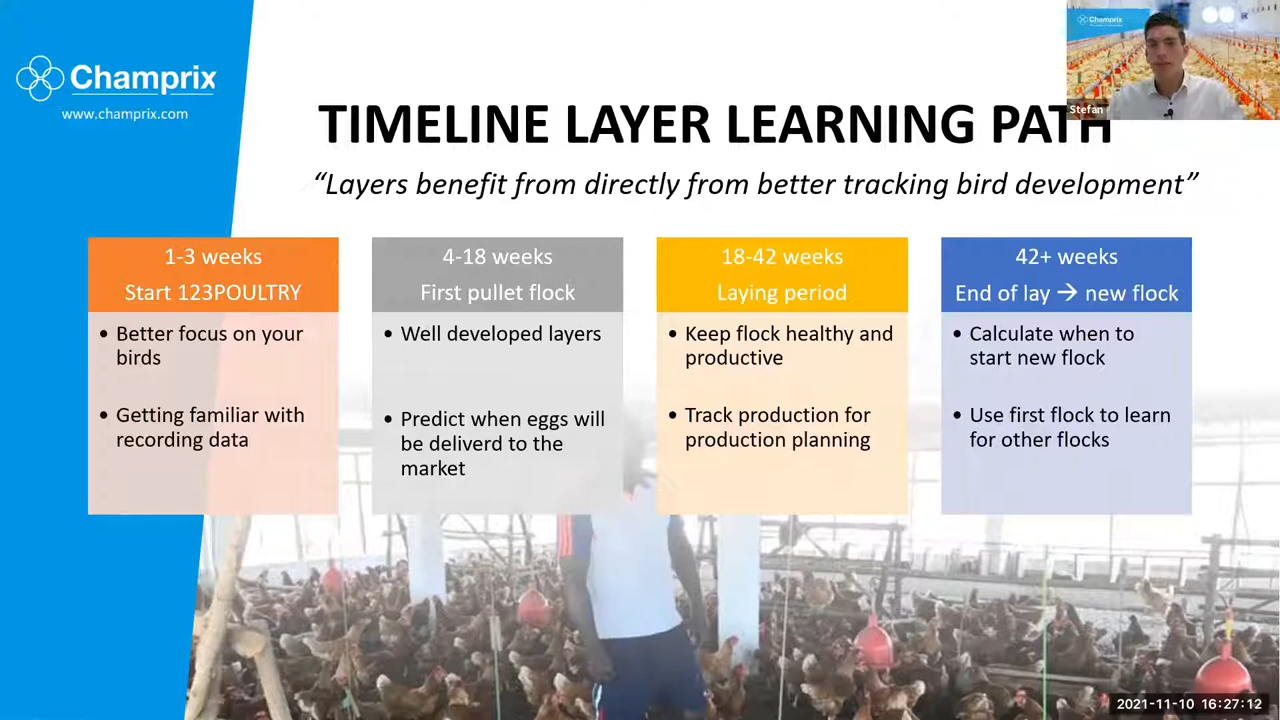 Champrix
www.champrix.com
Champrix
Stefan
TIMELINE LAYER LEARNING PATH
“Layers benefit from directly from better tracking bird development”
1-3 weeks
Start 123POULTRY
• Better focus on your
birds
• Getting familiar with
recording data
4-18 weeks
First pullet flock
• Well developed layers
• Predict when eggs will
be deliverd to the
market
18-42 weeks
Laying period
• Keep flock healthy and
productive
• Track production for
production planning
42+ weeks
End of lay → new flock
• Calculate when to
start new flock
• Use first flock to learn
for other flocks
2021-11-10 16:27:12